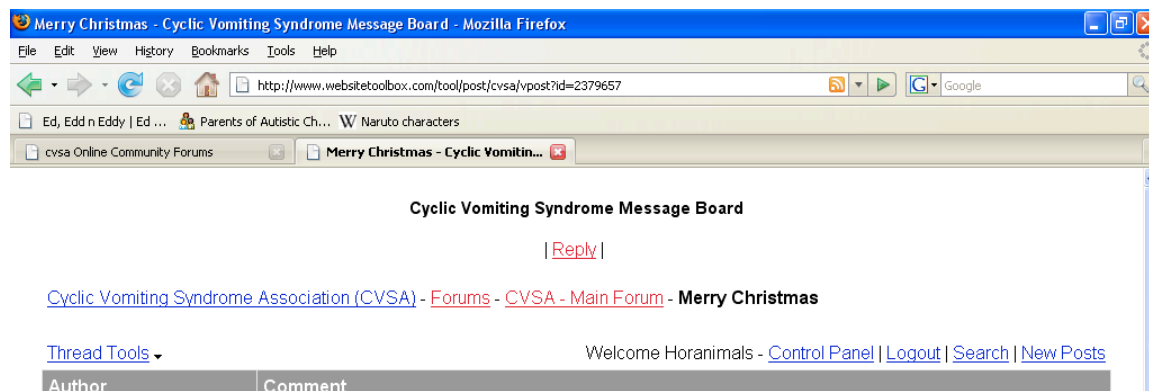 Merry Christmas - Cyclic Vomiting Syndrome Message Board - Mozilla Firefox
File Edit View History Bookmarks Tools Help
http://www.websitetoolbox.com/tool/post/cvsa/vpost?id=2379657 G Google
Ed, Edd n Eddy | Ed ... Parents of Autistic Ch... W Naruto characters
cvsa Online Community Forums Merry Christmas - Cyclic Vomitin...
Cyclic Vomiting Syndrome Message Board
| Reply |
Cyclic Vomiting Syndrome Association (CVSA) - Forums - CVSA - Main Forum - Merry Christmas
Thread Tools Welcome Horanimals - Control Panel | Logout | Search | New Posts
Author Comment